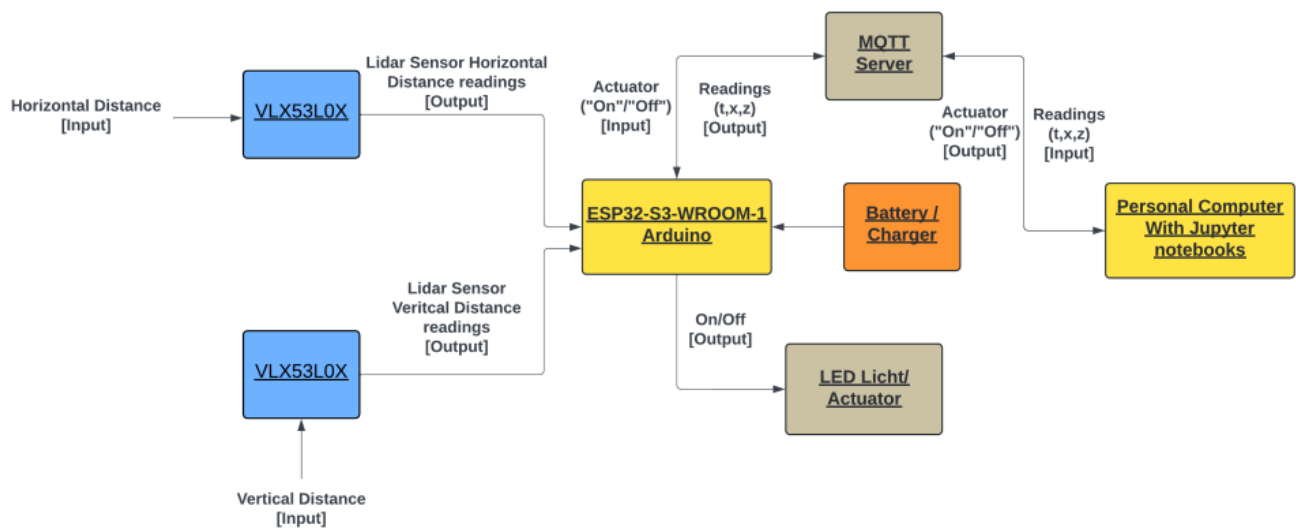 Horizontal Distance
[Input]
VLX53L0X
Lidar Sensor Horizontal
Distance readings
[Output]
Vertical Distance
[Input]
VLX53L0X
Lidar Sensor
Veritcal Distance
readings
[Output]
ESP32-S3-WROOM-1
Arduino
Actuator
("On"/"Off")
[Input]
Readings
(t,x,z)
[Output]
MQTT
Server
Actuator
("On"/"Off")
[Output]
Readings
(t,x,z)
[Input]
Battery /
Charger
Personal Computer
With Jupyter
notebooks
On/Off
[Output]
LED Licht/
Actuator